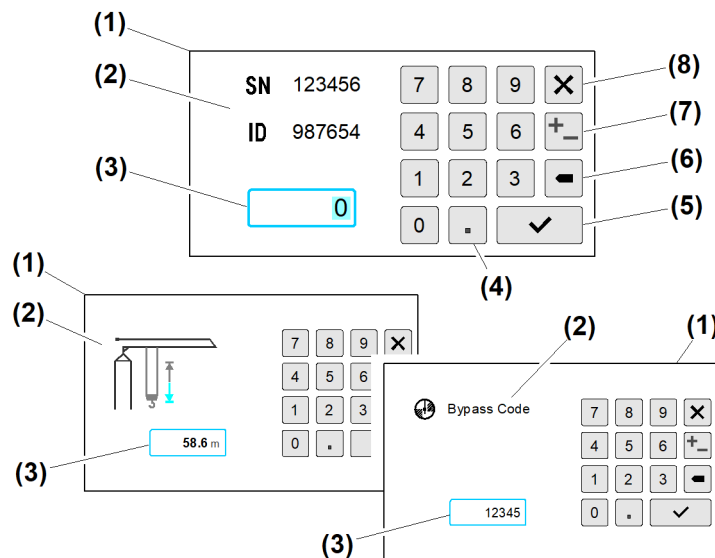 (1)
(2)
SN 123456
7 8 9
(8)
ID 987654
4 5 6 +-
(7)
(3)
1 2 3
(6)
0
0 .
(5)
(4)
(1)
(2)
7 8 9
4 5 6
1 2 3
0 .
58.6 m
(3)
(2)
(1)
Bypass Code
7 8 9
4 5 6 +-
1 2 3
0 .
12345
(3)